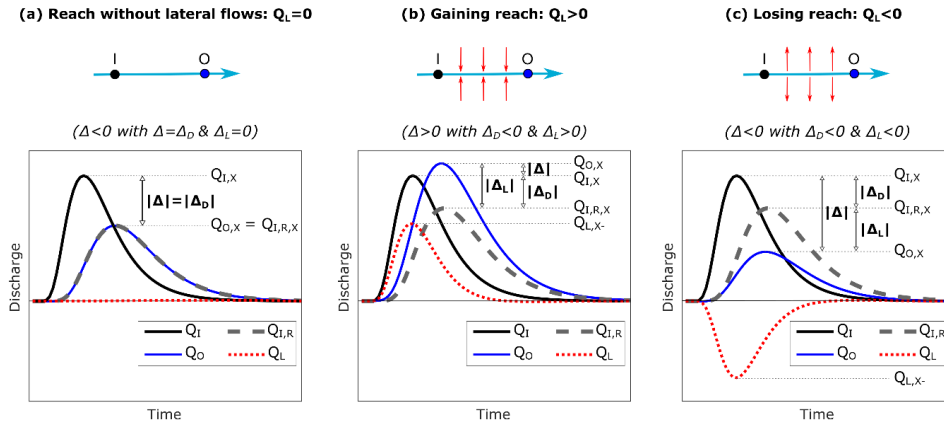 (a) Reach without lateral flows: Q_L=0
I O
(Δ<0 with Δ=Δ_D & Δ_L=0)
Q_I,X
|Δ|=|Δ_D|
Q_O,X = Q_I,R,X
Discharge
Q_I Q_I,R
Q_O Q_L
Time
(b) Gaining reach: Q_L>0
I O
(Δ>0 with Δ_D<0 & Δ_L>0)
Q_O,X
|Δ|
Q_I,X
|Δ_L| |Δ_D|
Q_I,R,X
Q_L,X-
Discharge
Q_I Q_I,R
Q_O Q_L
Time
(c) Losing reach: Q_L<0
I O
(Δ<0 with Δ_D<0 & Δ_L<0)
Q_I,X
|Δ_D|
Q_I,R,X
|Δ| |Δ_L|
Q_O,X
Discharge
Q_I Q_I,R
Q_O Q_L
Q_L,X-
Time